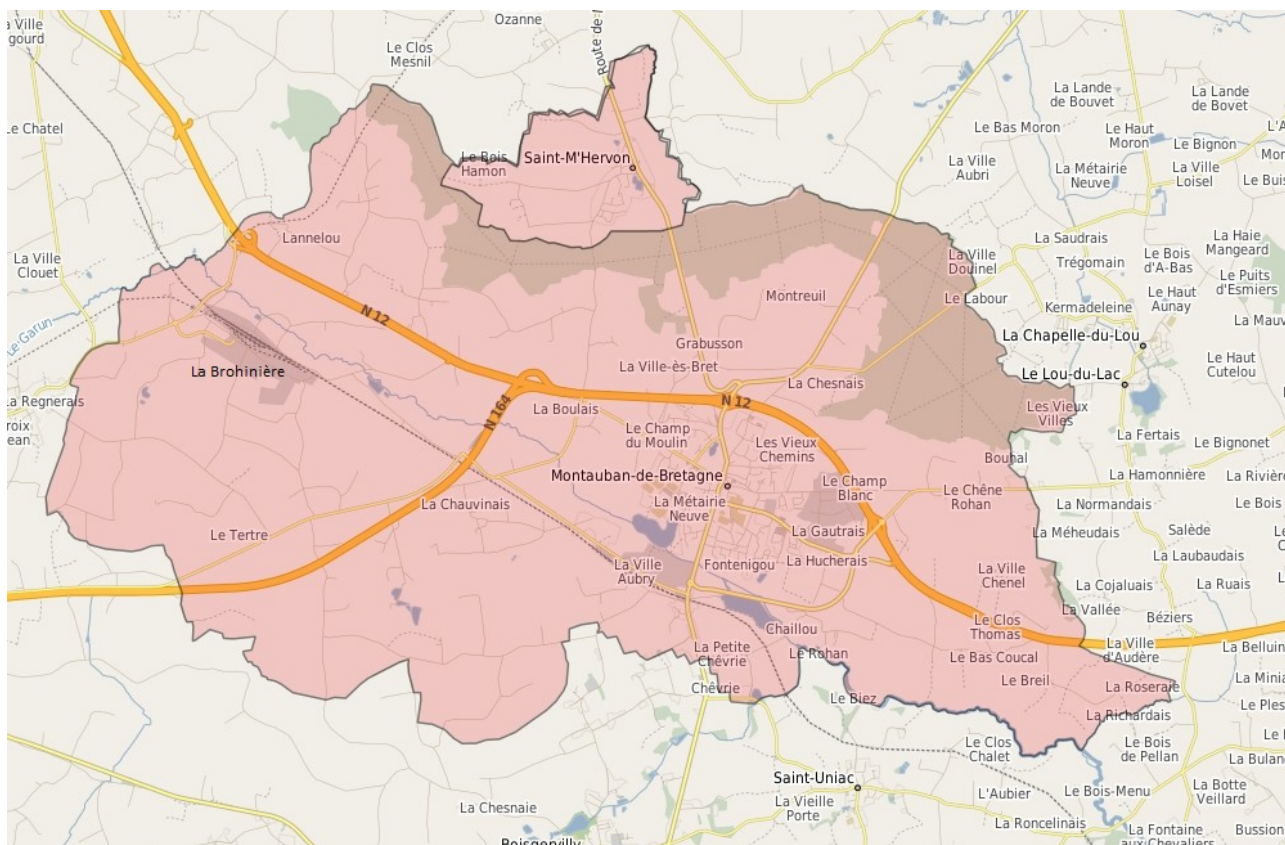 Ozanne
Route de
Le Clos
Mesnil
Le Chatel
La Lande
de Bouvet
La Lande
de Bovet
Le Bas Moron
Le Haut
Moron
Le Bignon
La Ville
Aubri
La Métairie
Neuve
La Ville
Loisel
Le Bois
Hamon
Saint-M'Hervon
Lannelou
La Ville
Clouet
Le Garun
La Saudrais
Trégomain
Le Bois
d'A-Bas
La Haie
Mangeard
Le Puits
d'Esmiers
La Ville
Douinel
Le Labour
Kermadeleine
Le Haut
Aunay
Montreuil
N 12
Grabusson
La Chapelle-du-Lou
La Ville-ès-Bret
La Brohinière
La Chesnais
Le Lou-du-Lac
Le Haut
Cutelou
La Regnerais
N 164
La Boulais
N 12
Les Vieux
Villes
Le Champ
du Moulin
Les Vieux
Chemins
La Fertais
Le Bignonet
Bouhal
Montauban-de-Bretagne
Le Champ
Blanc
La Hamonnière
La Chauvinais
La Métairie
Neuve
Le Chêne
Rohan
La Normandais
Le Bois
Le Tertre
La Gautrais
La Méheudais
Salède
La Laubaudais
La Ville
Aubry
Fontenigou
La Hucherais
La Ville
Chenel
La Cojaluais
La Ruais
La Vallée
Béziers
Chaillou
Le Clos
Thomas
La Petite
Chêvrie
Le Rohan
Le Bas Coucal
La Ville
d'Audère
Le Breil
La Roseraie
Chêvrie
Le Biez
La Richardais
Le Clos
Chalet
Le Bois
de Pellan
Saint-Uniac
L'Aubier
Le Bois-Menu
La Botte
Veillard
La Chesnaie
La Vieille
Porte
La Roncelinais
La Fontaine
aux Chevaliers
Boisgervilly